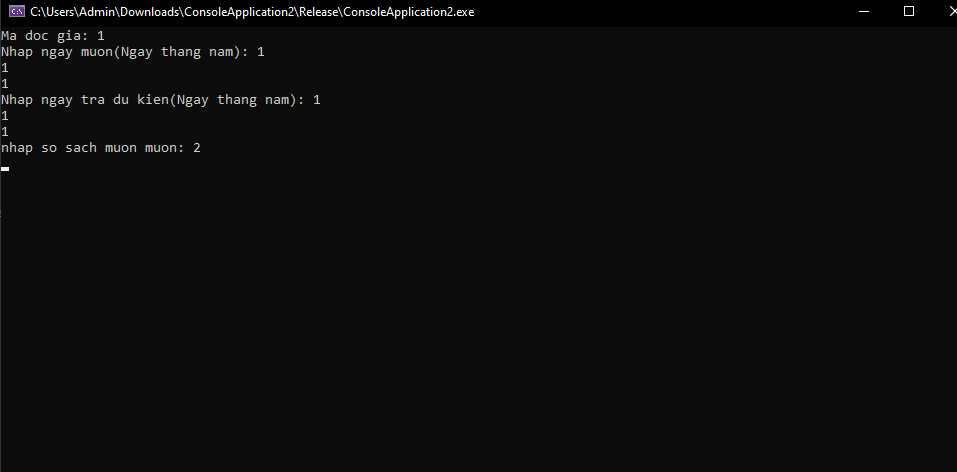 C:\Users\Admin\Downloads\ConsoleApplication2\Release\ConsoleApplication2.exe
Ma doc gia: 1
Nhap ngay muon(Ngay thang nam): 1
1
1
Nhap ngay tra du kien(Ngay thang nam): 1
1
1
nhap so sach muon muon: 2